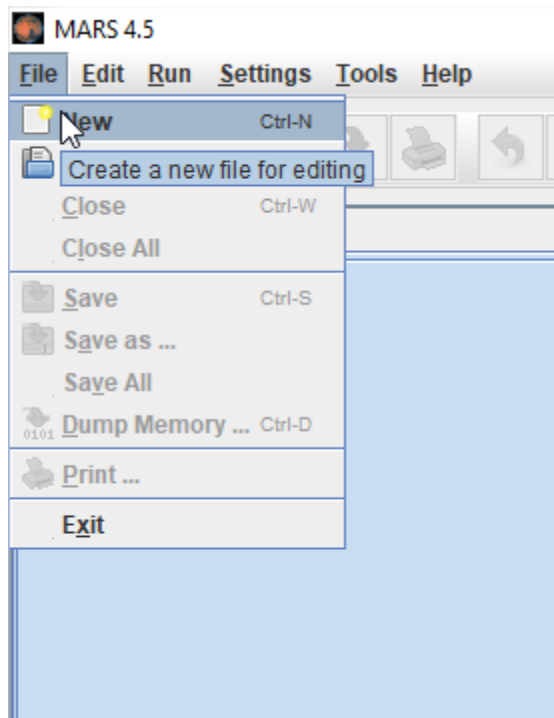 MARS 4.5
File Edit Run Settings Tools Help
New Ctrl-N
Create a new file for editing
Close Ctrl-W
Close All
Save Ctrl-S
Save as ...
Save All
0101 Dump Memory ... Ctrl-D
Print ...
Exit